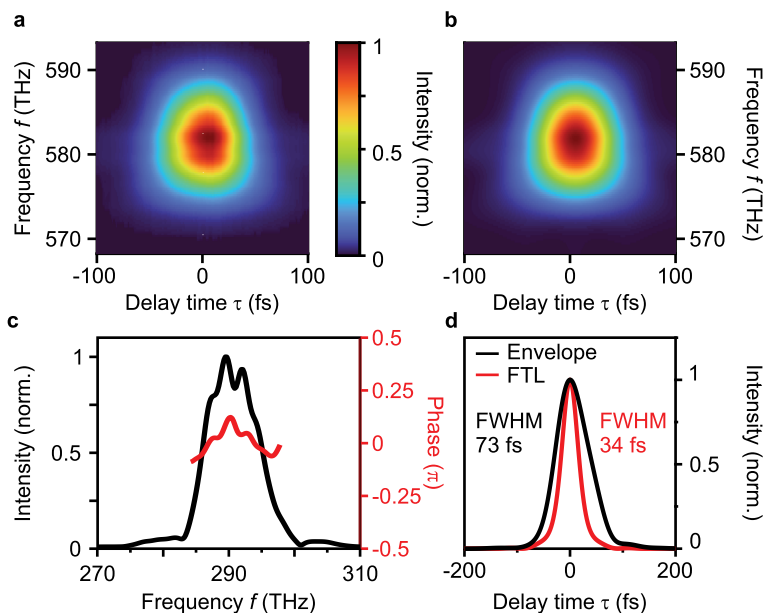 a
Frequency f (THz)
590
580
570
-100
0
100
Delay time τ (fs)
1
0.5
0
Intensity (norm.)
b
590
580
570
Frequency f (THz)
-100
0
100
Delay time τ (fs)
c
Intensity (norm.)
1
0.5
0
270
290
310
Frequency f (THz)
0.5
0.25
0
-0.25
-0.5
Phase (π)
d
Envelope
FTL
FWHM
73 fs
FWHM
34 fs
1
0.5
0
Intensity (norm.)
-200
0
200
Delay time τ (fs)